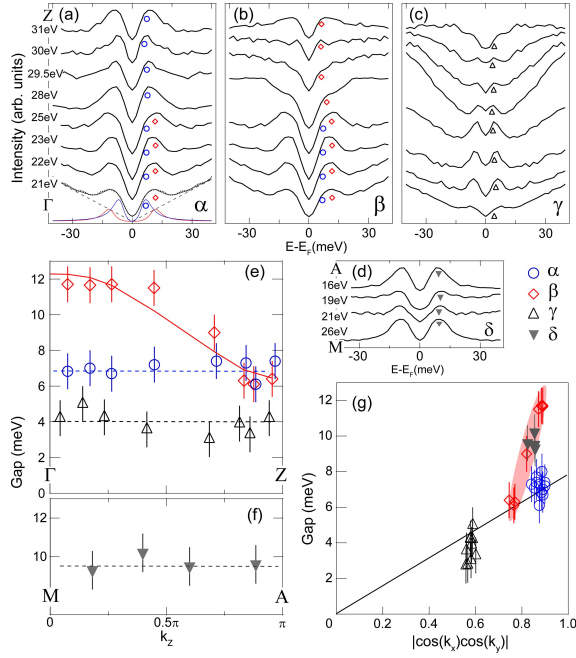 (a)
Z
31eV
30eV
29.5eV
28eV
25eV
23eV
22eV
21eV
Γ
α
-30
0
30
(b)
β
-30
0
30
(c)
γ
-30
0
30
Intensity (arb. units)
E-E_F(meV)
(d)
A
16eV
19eV
21eV
26eV
M
δ
-30
0
30
E-E_F(meV)
α
β
γ
δ
(e)
12
10
8
6
4
2
0
Gap (meV)
Γ
Z
(f)
12
10
M
A
0
0.5π
π
k_Z
(g)
12
10
8
6
4
2
0
Gap (meV)
0.2
0.4
0.6
0.8
1.0
|cos(k_x)cos(k_y)|